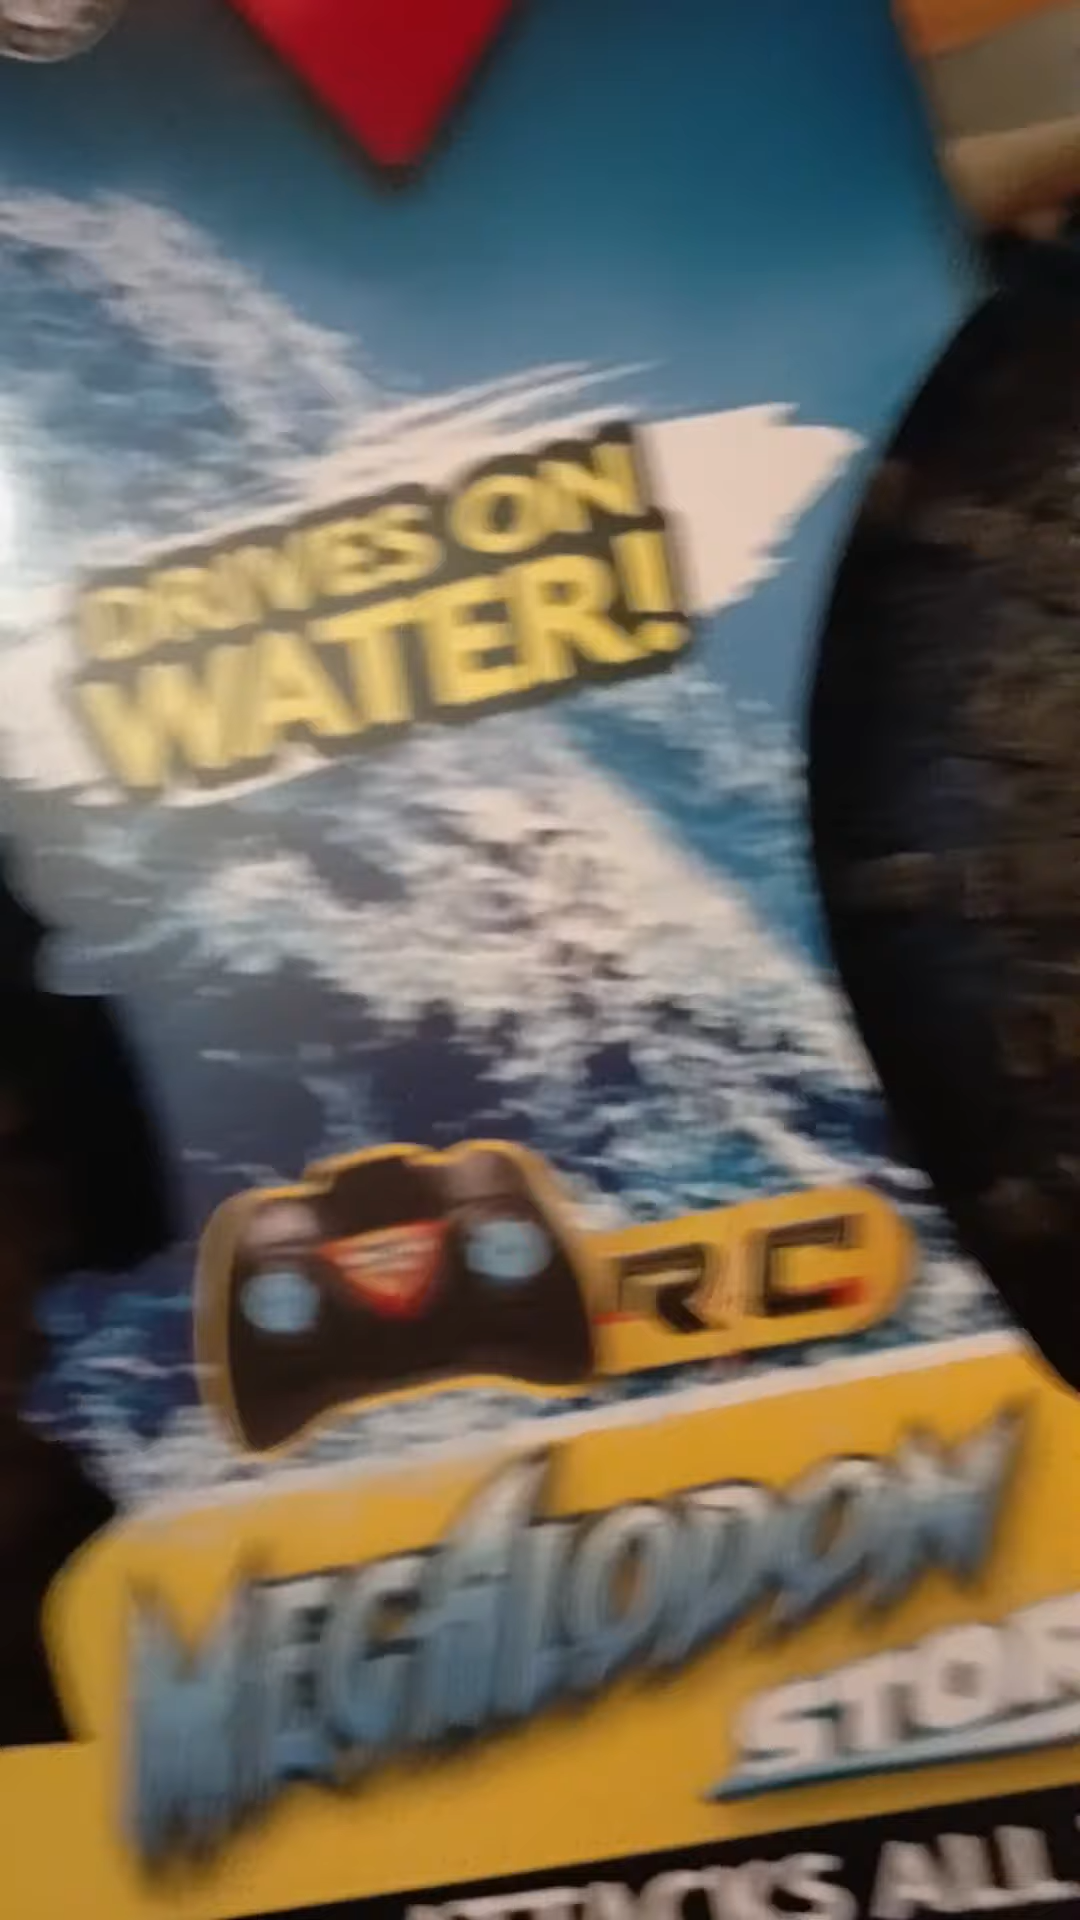 DRIVES ON
WATER!
RC
MEGALODON
STOR
ATTACKS ALL